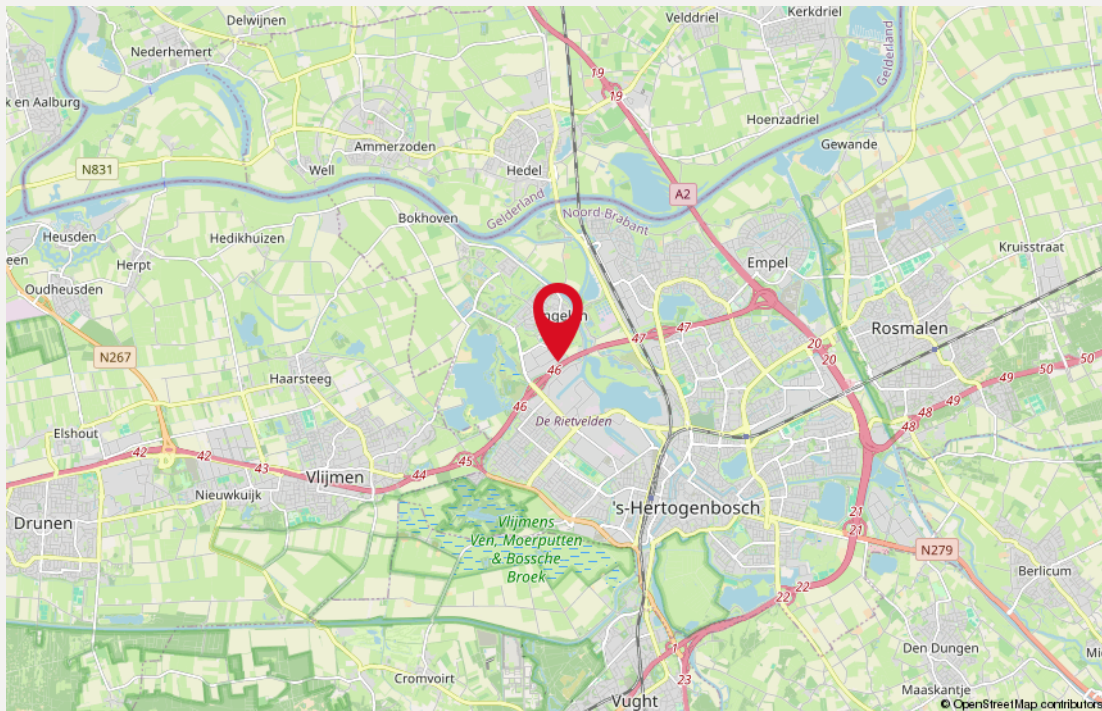 Delwijnen
Velddriel
Kerkdriel
Nederhemert
Gelderland
19
19
k en Aalburg
Hoenzadriel
Ammerzoden
Gewande
N831
Well
Hedel
A2
Gelderland
Noord-Brabant
Bokhoven
Heusden
Hedikhuizen
Kruisstraat
een
Herpt
Empel
Oudheusden
47
47
Rosmalen
N267
20
20
50
46
49
50
Haarsteeg
46
49
48
48
De Rietvelden
Elshout
42
42
43
44
45
Vlijmen
Nieuwkuijk
's-Hertogenbosch
21
21
Drunen
Vlijmens
Ven, Moerputten
& Bossche
Broek
N279
Berlicum
22
22
1
23
Den Dungen
Cromvoirt
Maaskantje
Vught
© OpenStreetMap contributors